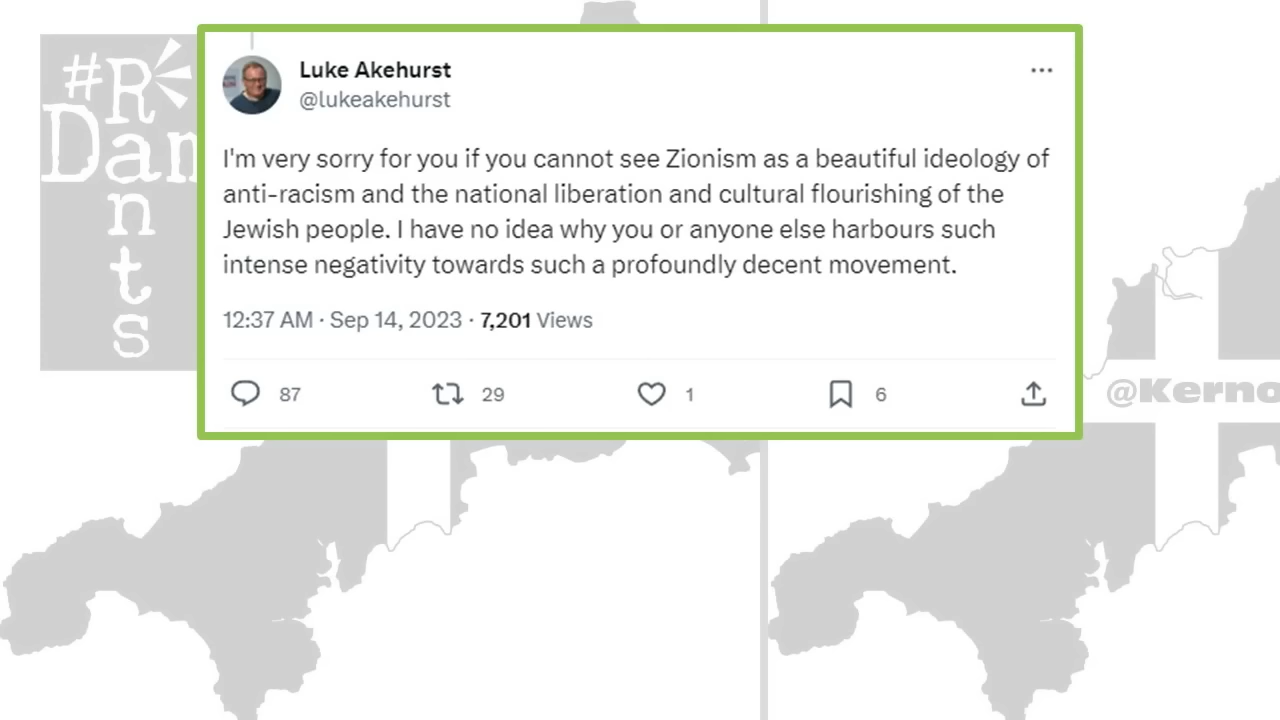 #R
Dan
n
t
s
Luke Akehurst
@lukeakehurst
I'm very sorry for you if you cannot see Zionism as a beautiful ideology of
anti-racism and the national liberation and cultural flourishing of the
Jewish people. I have no idea why you or anyone else harbours such
intense negativity towards such a profoundly decent movement.
12:37 AM · Sep 14, 2023 · 7,201 Views
87 29 1 6
@Kerno